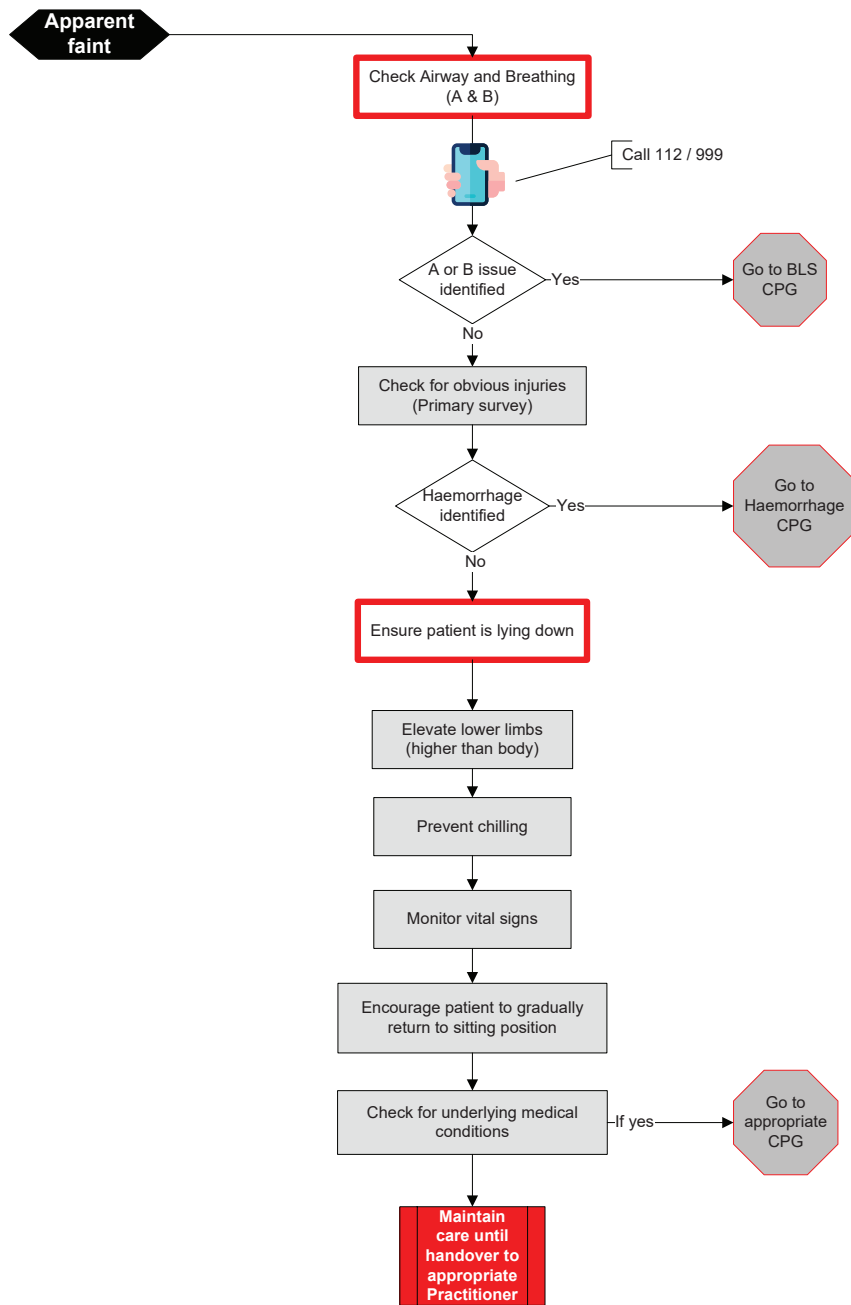 Apparent
faint
Check Airway and Breathing
(A & B)
Call 112 / 999
A or B issue
identified
Yes
Go to BLS
CPG
No
Check for obvious injuries
(Primary survey)
Haemorrhage
identified
Yes
Go to
Haemorrhage
CPG
No
Ensure patient is lying down
Elevate lower limbs
(higher than body)
Prevent chilling
Monitor vital signs
Encourage patient to gradually
return to sitting position
Check for underlying medical
conditions
If yes
Go to
appropriate
CPG
Maintain
care until
handover to
appropriate
Practitioner